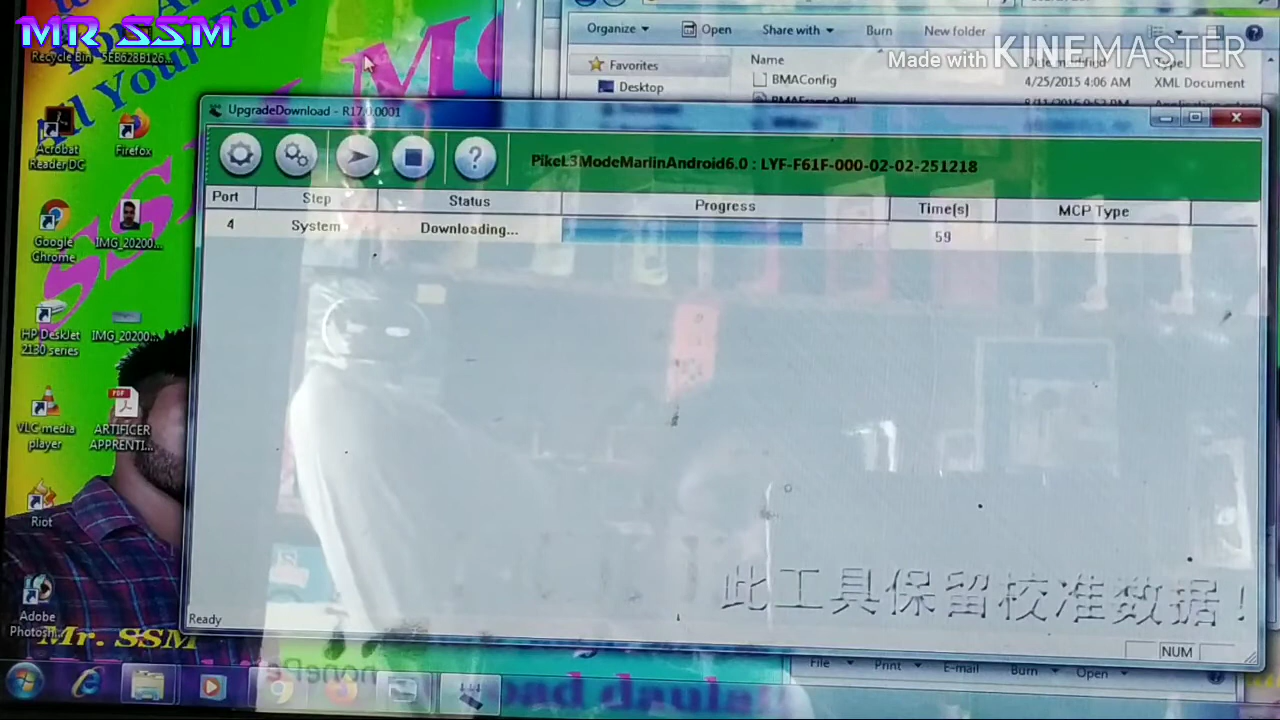 MR SSM
Made with KINEMASTER
Recycle Bin
Organize
Open
Share with
Burn
New folder
Favorites
Name
Desktop
BMAConfig
4/25/2015 4:06 AM
XML Document
UpgradeDownload - R17.0.0001
PikeL3ModeMarlinAndroid6.0 : LYF-F61F-000-02-02-251218
Port Step Status Progress Time(s) MCP Type
4 System Downloading... 59
Acrobat
Reader DC
Firefox
Google
Chrome
IMG_20200...
HP Deskjet
2130 series
IMG_20200...
VLC media
player
PDF
ARTIFICER
APPRENTI...
Riot
Adobe
Photosh...
此工具保留校准数据!
Ready
NUM
Mr. SSM
File Print E-mail Burn Open